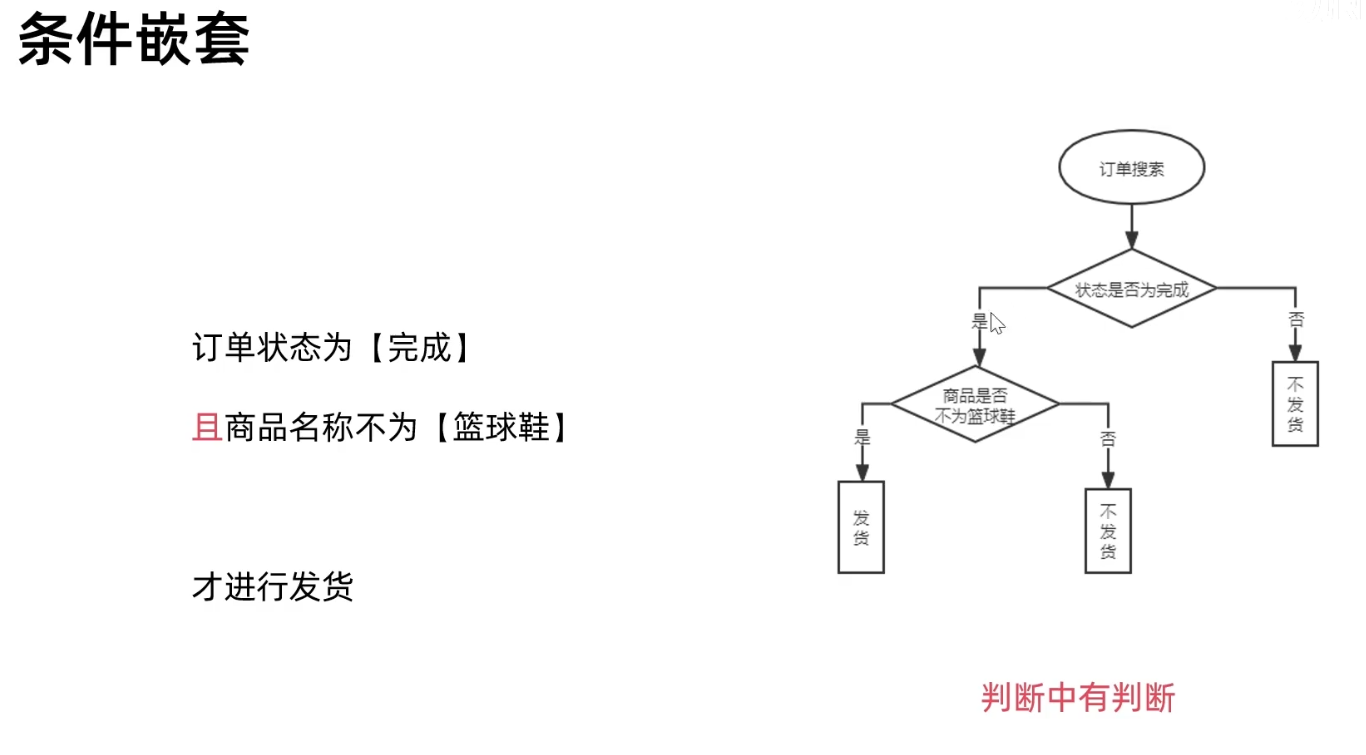 条件嵌套
订单状态为【完成】
且商品名称不为【篮球鞋】
才进行发货
订单搜索
状态是否为完成
是
否
商品是否
不为篮球鞋
不
发
货
是
否
发
货
不
发
货
判断中有判断